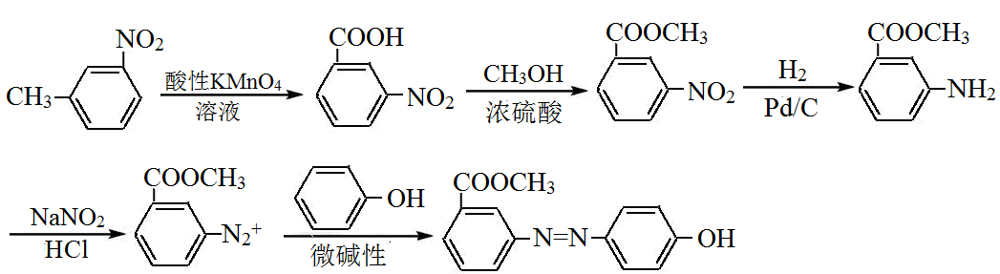 NO₂
CH₃
酸性KMnO₄
溶液
COOH
NO₂
CH₃OH
浓硫酸
COOCH₃
NO₂
H₂
Pd/C
COOCH₃
NH₂
NaNO₂
HCl
COOCH₃
N₂⁺
OH
微碱性
COOCH₃
N=N
OH